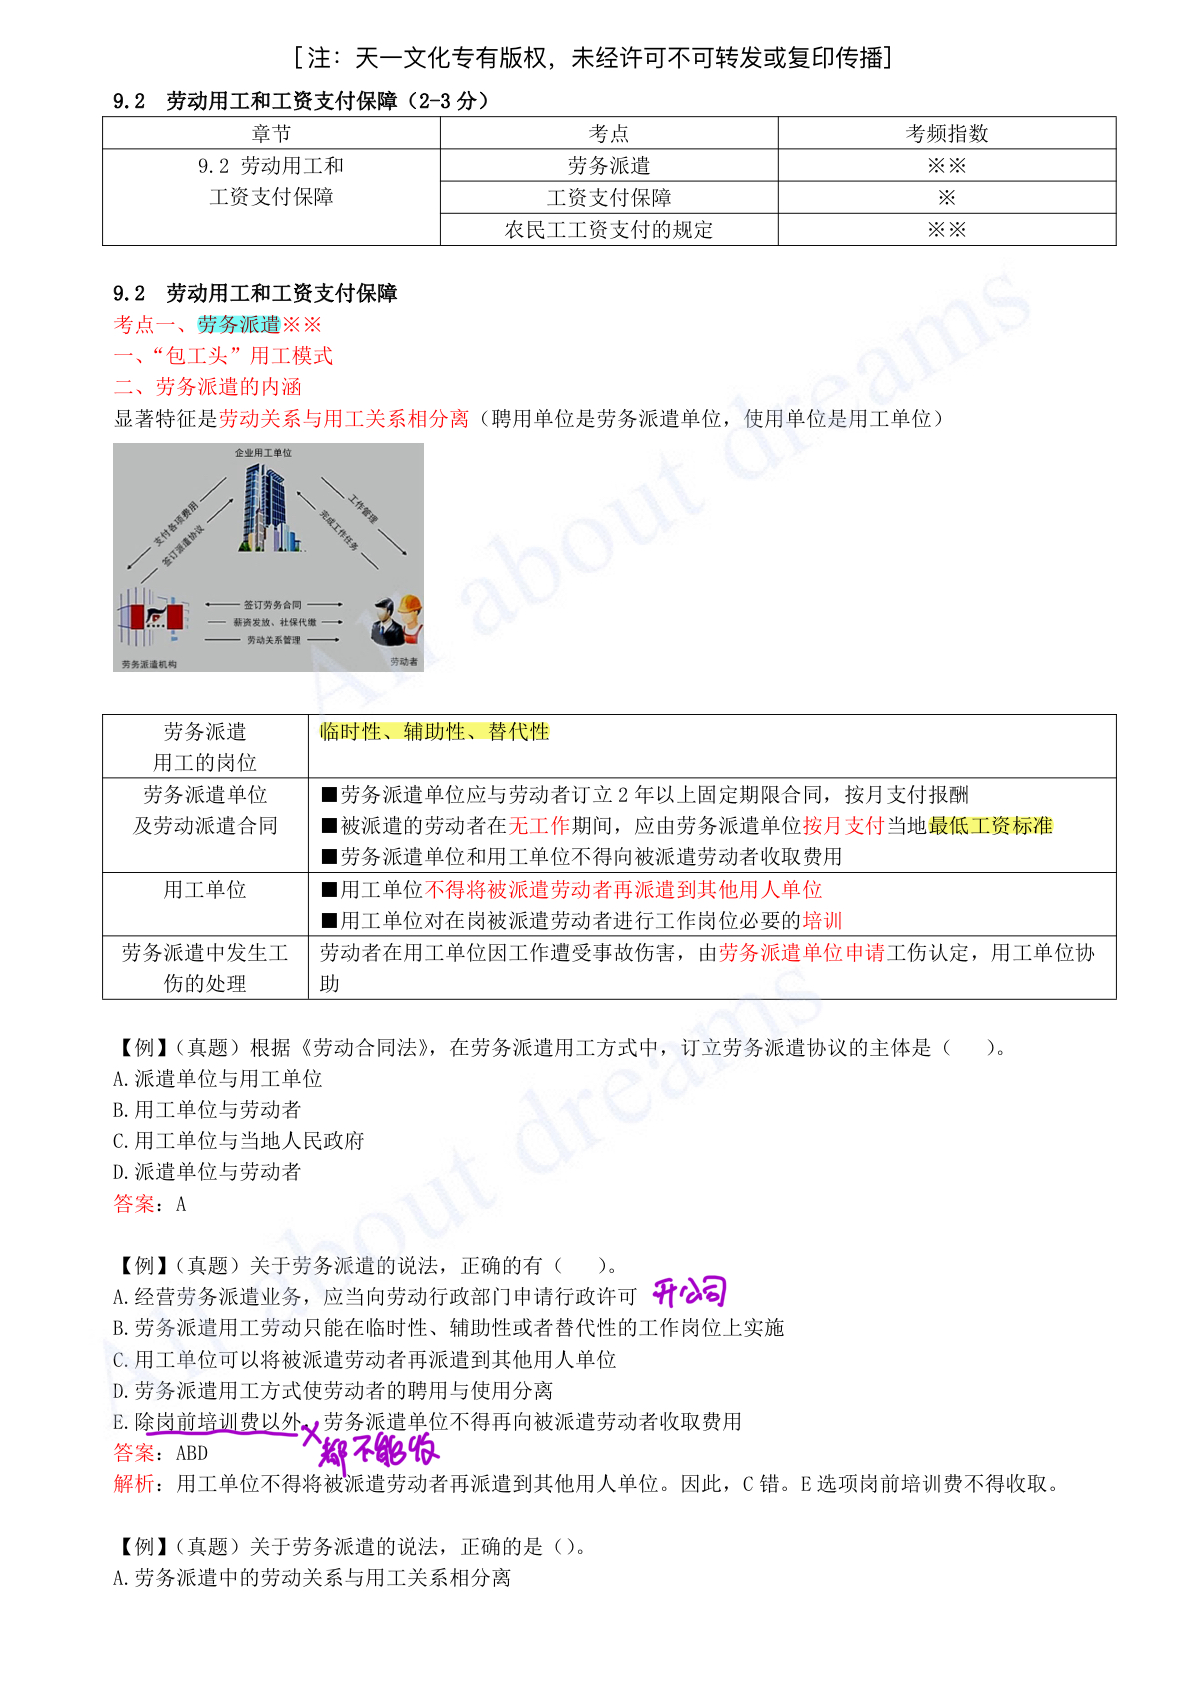 [注：天一文化专有版权，未经许可不可转发或复印传播]
9.2 劳动用工和工资支付保障（2-3 分）
章节 考点 考频指数
9.2 劳动用工和 劳务派遣 ※※
工资支付保障 工资支付保障 ※
农民工工资支付的规定 ※※
9.2 劳动用工和工资支付保障
考点一、劳务派遣※※
一、“包工头”用工模式
二、劳务派遣的内涵
显著特征是劳动关系与用工关系相分离（聘用单位是劳务派遣单位，使用单位是用工单位）
企业用工单位
支付各项费用
签订派遣协议
工作管理
完成工作任务
签订劳务合同
薪资发放、社保代缴
劳动关系管理
劳务派遣机构
劳动者
劳务派遣 临时性、辅助性、替代性
用工的岗位
劳务派遣单位 ■劳务派遣单位应与劳动者订立 2 年以上固定期限合同，按月支付报酬
及劳动派遣合同 ■被派遣的劳动者在无工作期间，应由劳务派遣单位按月支付当地最低工资标准
■劳务派遣单位和用工单位不得向被派遣劳动者收取费用
用工单位 ■用工单位不得将被派遣劳动者再派遣到其他用人单位
■用工单位对在岗被派遣劳动者进行工作岗位必要的培训
劳务派遣中发生工 劳动者在用工单位因工作遭受事故伤害，由劳务派遣单位申请工伤认定，用工单位协
伤的处理 助
【例】（真题）根据《劳动合同法》，在劳务派遣用工方式中，订立劳务派遣协议的主体是（ ）。
A.派遣单位与用工单位
B.用工单位与劳动者
C.用工单位与当地人民政府
D.派遣单位与劳动者
答案：A
【例】（真题）关于劳务派遣的说法，正确的有（ ）。
A.经营劳务派遣业务，应当向劳动行政部门申请行政许可 开公司
B.劳务派遣用工劳动只能在临时性、辅助性或者替代性的工作岗位上实施
C.用工单位可以将被派遣劳动者再派遣到其他用人单位
D.劳务派遣用工方式使劳动者的聘用与使用分离
E.除岗前培训费以外，劳务派遣单位不得再向被派遣劳动者收取费用
答案：ABD 都不能收
解析：用工单位不得将被派遣劳动者再派遣到其他用人单位。因此，C 错。E 选项岗前培训费不得收取。
【例】（真题）关于劳务派遣的说法，正确的是（）。
A.劳务派遣中的劳动关系与用工关系相分离
All about dreams
All about dreams